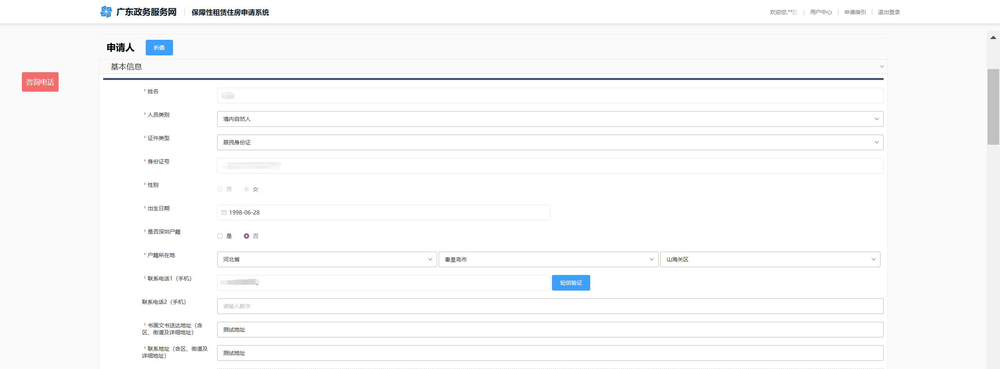 广东政务服务网 保障性租赁住房申请系统 欢迎您,** 用户中心 申请指引 退出登录
申请人 折叠
基本信息
咨询电话
* 姓名
* 人员类别 境内自然人
* 证件类型 居民身份证
* 身份证号
* 性别 男 女
* 出生日期 1998-06-28
* 是否深圳户籍 是 否
* 户籍所在地 河北省 秦皇岛市 山海关区
* 联系电话1（手机） 短信验证
联系电话2（手机） 请输入数字
* 书面文书送达地址（含
区、街道及详细地址） 测试地址
* 联系地址（含区、街道及
详细地址） 测试地址